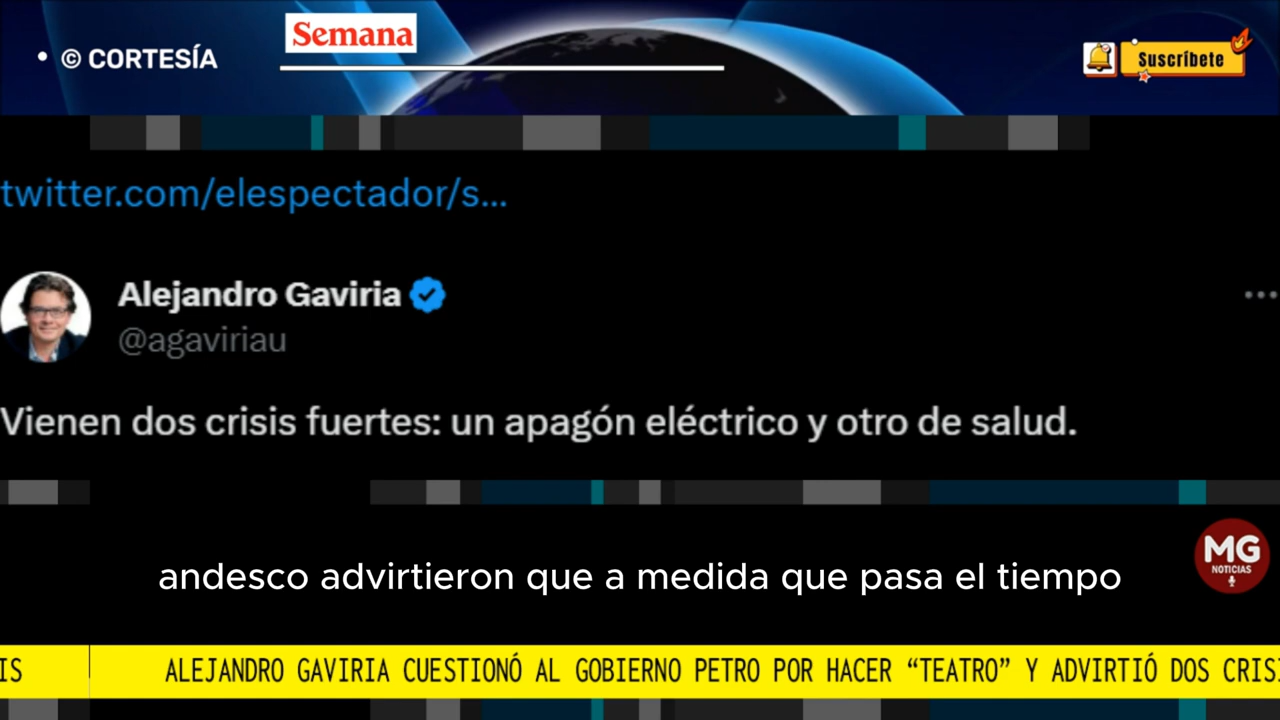 • © CORTESÍA
Semana
Suscríbete
twitter.com/elespectador/s...
Alejandro Gaviria
@agaviriau
Vienen dos crisis fuertes: un apagón eléctrico y otro de salud.
andesco advirtieron que a medida que pasa el tiempo
MG
NOTICIAS
IS
ALEJANDRO GAVIRIA CUESTIONÓ AL GOBIERNO PETRO POR HACER “TEATRO” Y ADVIRTIÓ DOS CRISI